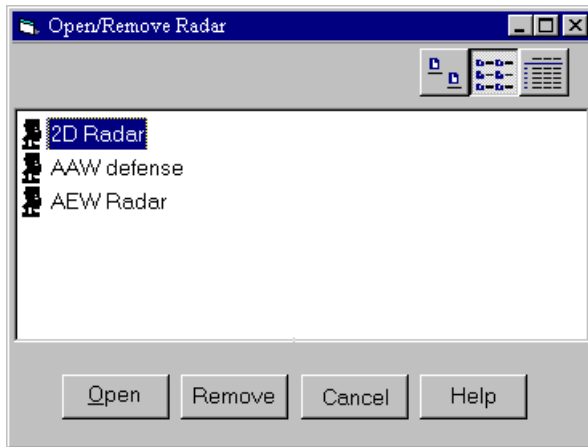 Open/Remove Radar
2D Radar
AAW defense
AEW Radar
Open Remove Cancel Help